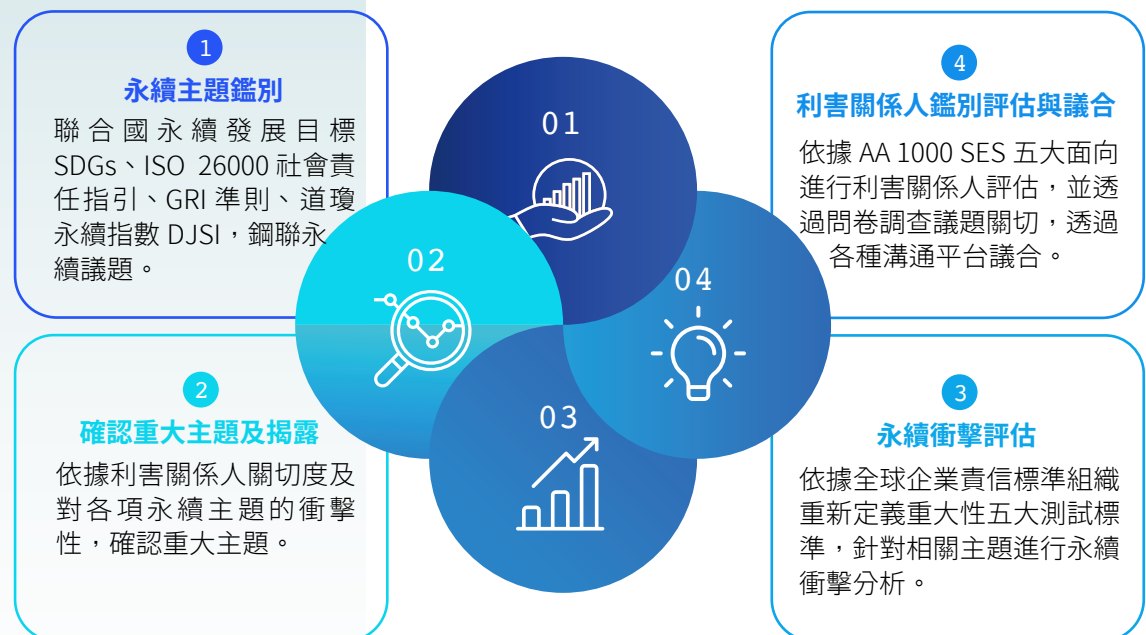 1
永續主題鑑別
聯合國永續發展目標
SDGs、ISO 26000 社會責
任指引、GRI 準則、道瓊
永續指數 DJSI，鋼聯永
續議題。
2
確認重大主題及揭露
依據利害關係人關切度及
對各項永續主題的衝擊
性，確認重大主題。
01
02
03
04
4
利害關係人鑑別評估與議合
依據 AA 1000 SES 五大面向
進行利害關係人評估，並透
過問卷調查議題關切，透過
各種溝通平台議合。
3
永續衝擊評估
依據全球企業責信標準組織
重新定義重大性五大測試標
準，針對相關主題進行永續
衝擊分析。